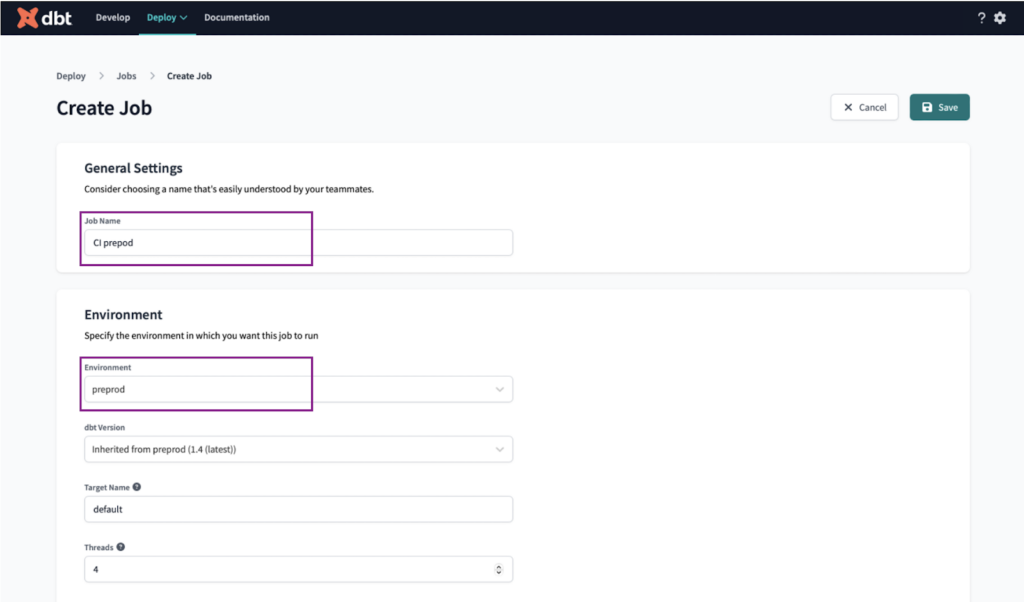 dbt Develop Deploy Documentation ?
Deploy > Jobs > Create Job
Create Job
Cancel
Save
General Settings
Consider choosing a name that's easily understood by your teammates.
Job Name
CI prepod
Environment
Specify the environment in which you want this job to run
Environment
preprod
dbt Version
Inherited from preprod (1.4 (latest))
Target Name ?
default
Threads ?
4